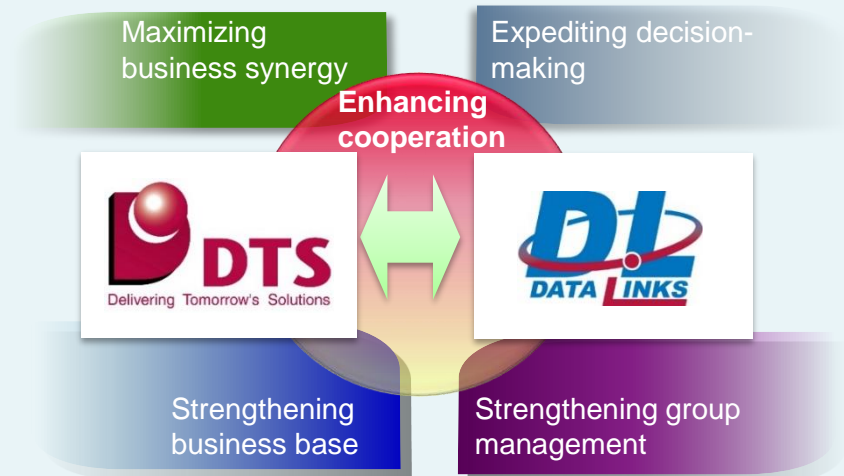 Maximizing
business synergy
Expediting decision-
making
Enhancing
cooperation
DTS
Delivering Tomorrow's Solutions
DL
DATA LINKS
Strengthening
business base
Strengthening group
management